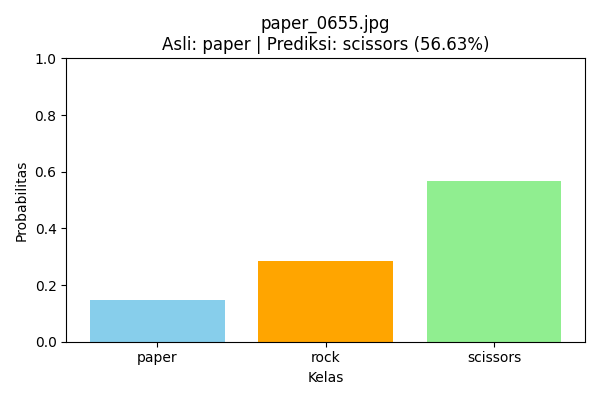 paper_0655.jpg
Asli: paper | Prediksi: scissors (56.63%)
1.0
0.8
0.6
0.4
0.2
0.0
Probabilitas
paper rock scissors
Kelas